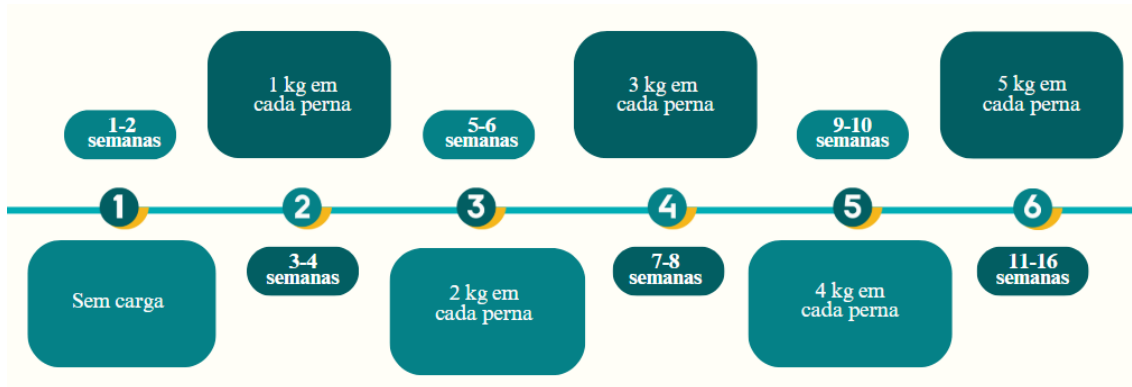 1-2
semanas
1
Sem carga
1 kg em
cada perna
2
3-4
semanas
5-6
semanas
3
2 kg em
cada perna
3 kg em
cada perna
4
7-8
semanas
9-10
semanas
5
4 kg em
cada perna
5 kg em
cada perna
6
11-16
semanas